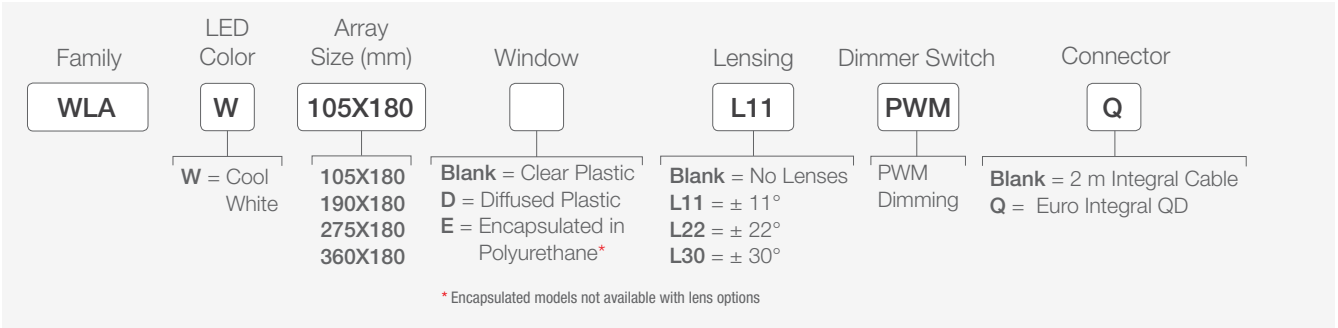 Family
LED
Color
Array
Size (mm)
Window
Lensing
Dimmer Switch
Connector
WLA
W
105X180
L11
PWM
Q
W = Cool
White
105X180
190X180
275X180
360X180
Blank = Clear Plastic
D = Diffused Plastic
E = Encapsulated in
Polyurethane*
Blank = No Lenses
L11 = ± 11°
L22 = ± 22°
L30 = ± 30°
PWM
Dimming
Blank = 2 m Integral Cable
Q = Euro Integral QD
* Encapsulated models not available with lens options